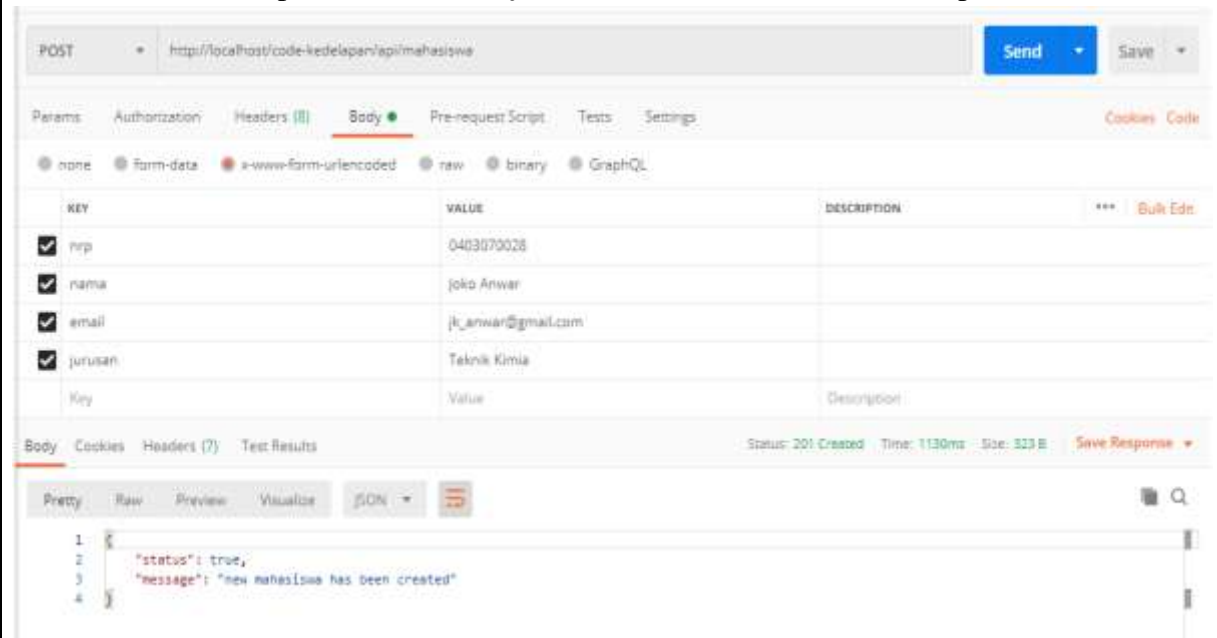 POST http://localhost/code-kedelapan/api/mahasiswa Send Save
Params Authorization Headers (8) Body Pre-request Script Tests Settings Cookies Code
none form-data x-www-form-urlencoded raw binary GraphQL
KEY VALUE DESCRIPTION ••• Bulk Edit
nrp 0403070028
nama Joko Anwar
email jk_anwar@gmail.com
jurusan Teknik Kimia
Key Value Description
Body Cookies Headers (7) Test Results Status: 201 Created Time: 1130ms Size: 323 B Save Response
Pretty Raw Preview Visualize JSON
1 {
2 "status": true,
3 "message": "new mahasiswa has been created"
4 }